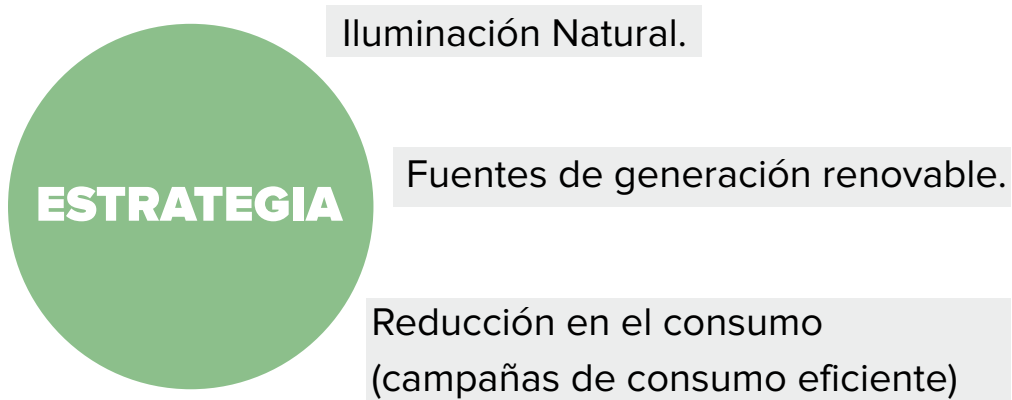 Iluminación Natural.
ESTRATEGIA
Fuentes de generación renovable.
Reducción en el consumo
(campañas de consumo eficiente)